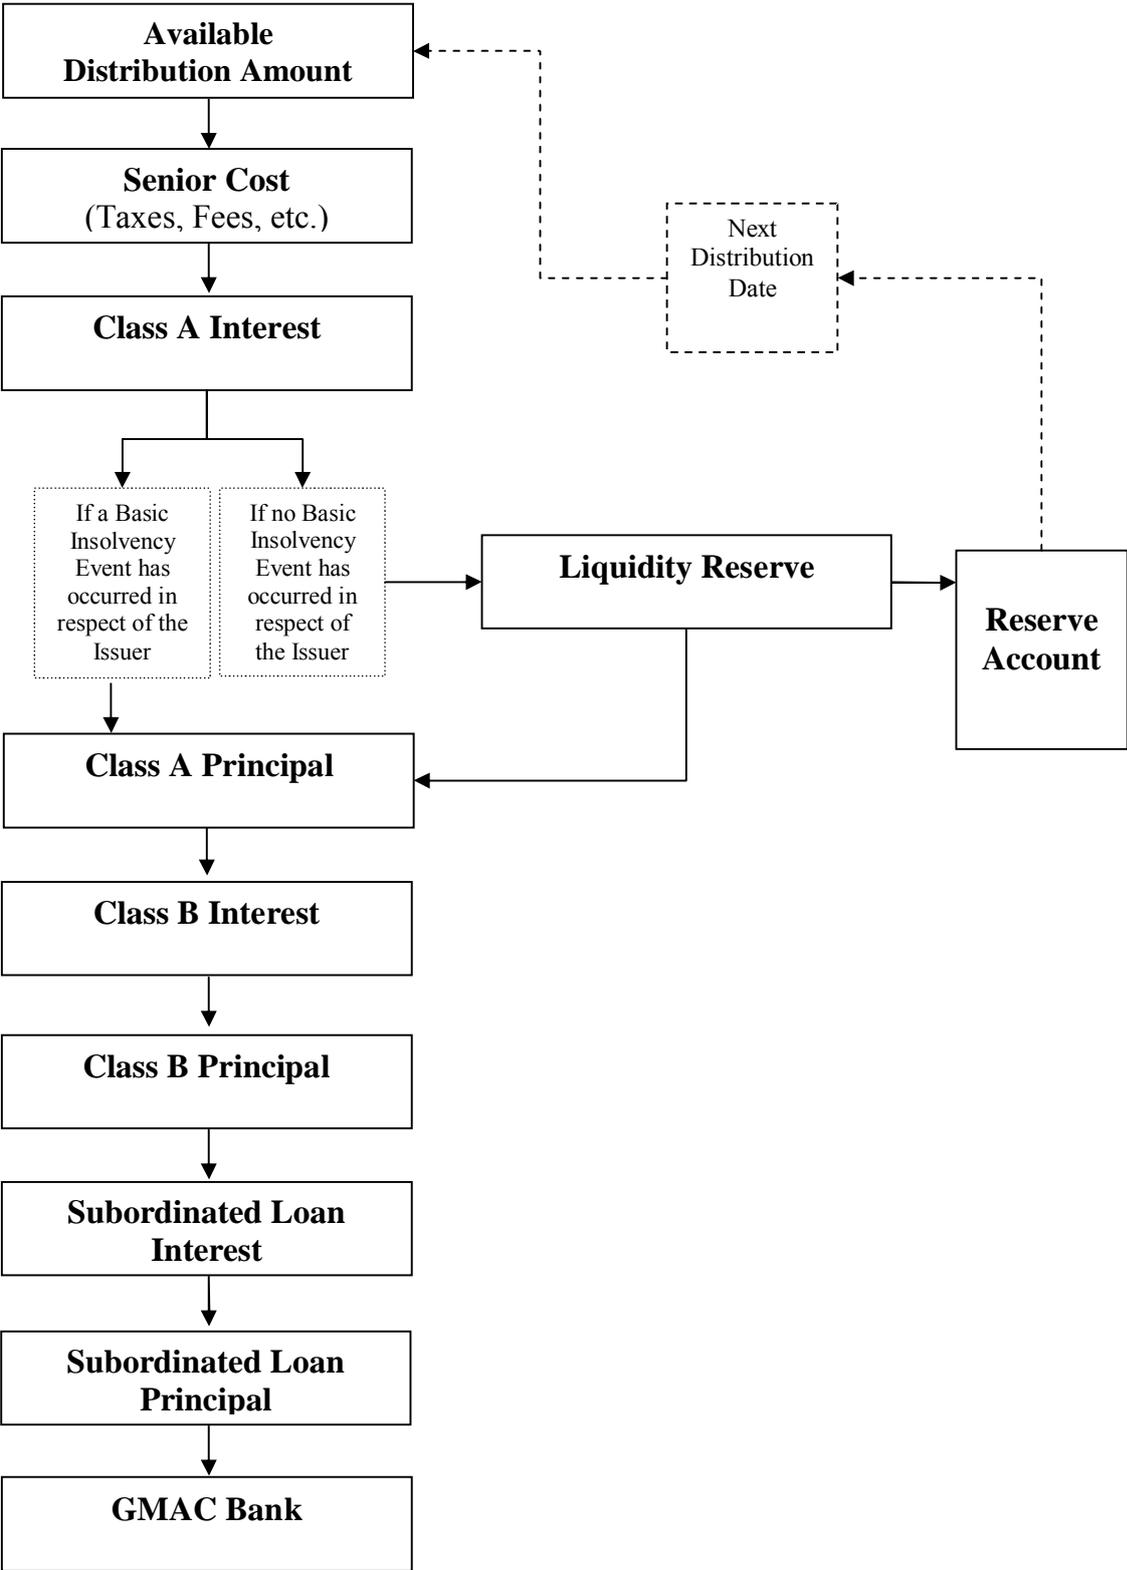 Available
Distribution Amount
Senior Cost
(Taxes, Fees, etc.)
Next
Distribution
Date
Class A Interest
If a Basic
Insolvency
Event has
occurred in
respect of the
Issuer
If no Basic
Insolvency
Event has
occurred in
respect of
the Issuer
Liquidity Reserve
Reserve
Account
Class A Principal
Class B Interest
Class B Principal
Subordinated Loan
Interest
Subordinated Loan
Principal
GMAC Bank